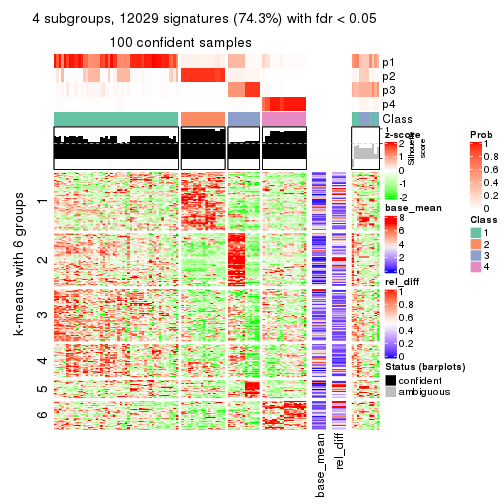 4 subgroups, 12029 signatures (74.3%) with fdr < 0.05
100 confident samples
p1
p2
p3
p4
Class
1
Silhouette
score
k-means with 6 groups
1
2
3
4
5
6
base_mean
rel_diff
z-score
2
1
0
-1
-2
base_mean
8
6
4
2
0
rel_diff
1
0.8
0.6
0.4
0.2
0
Status (barplots)
confident
ambiguous
Prob
1
0.8
0.6
0.4
0.2
0
Class
1
2
3
4